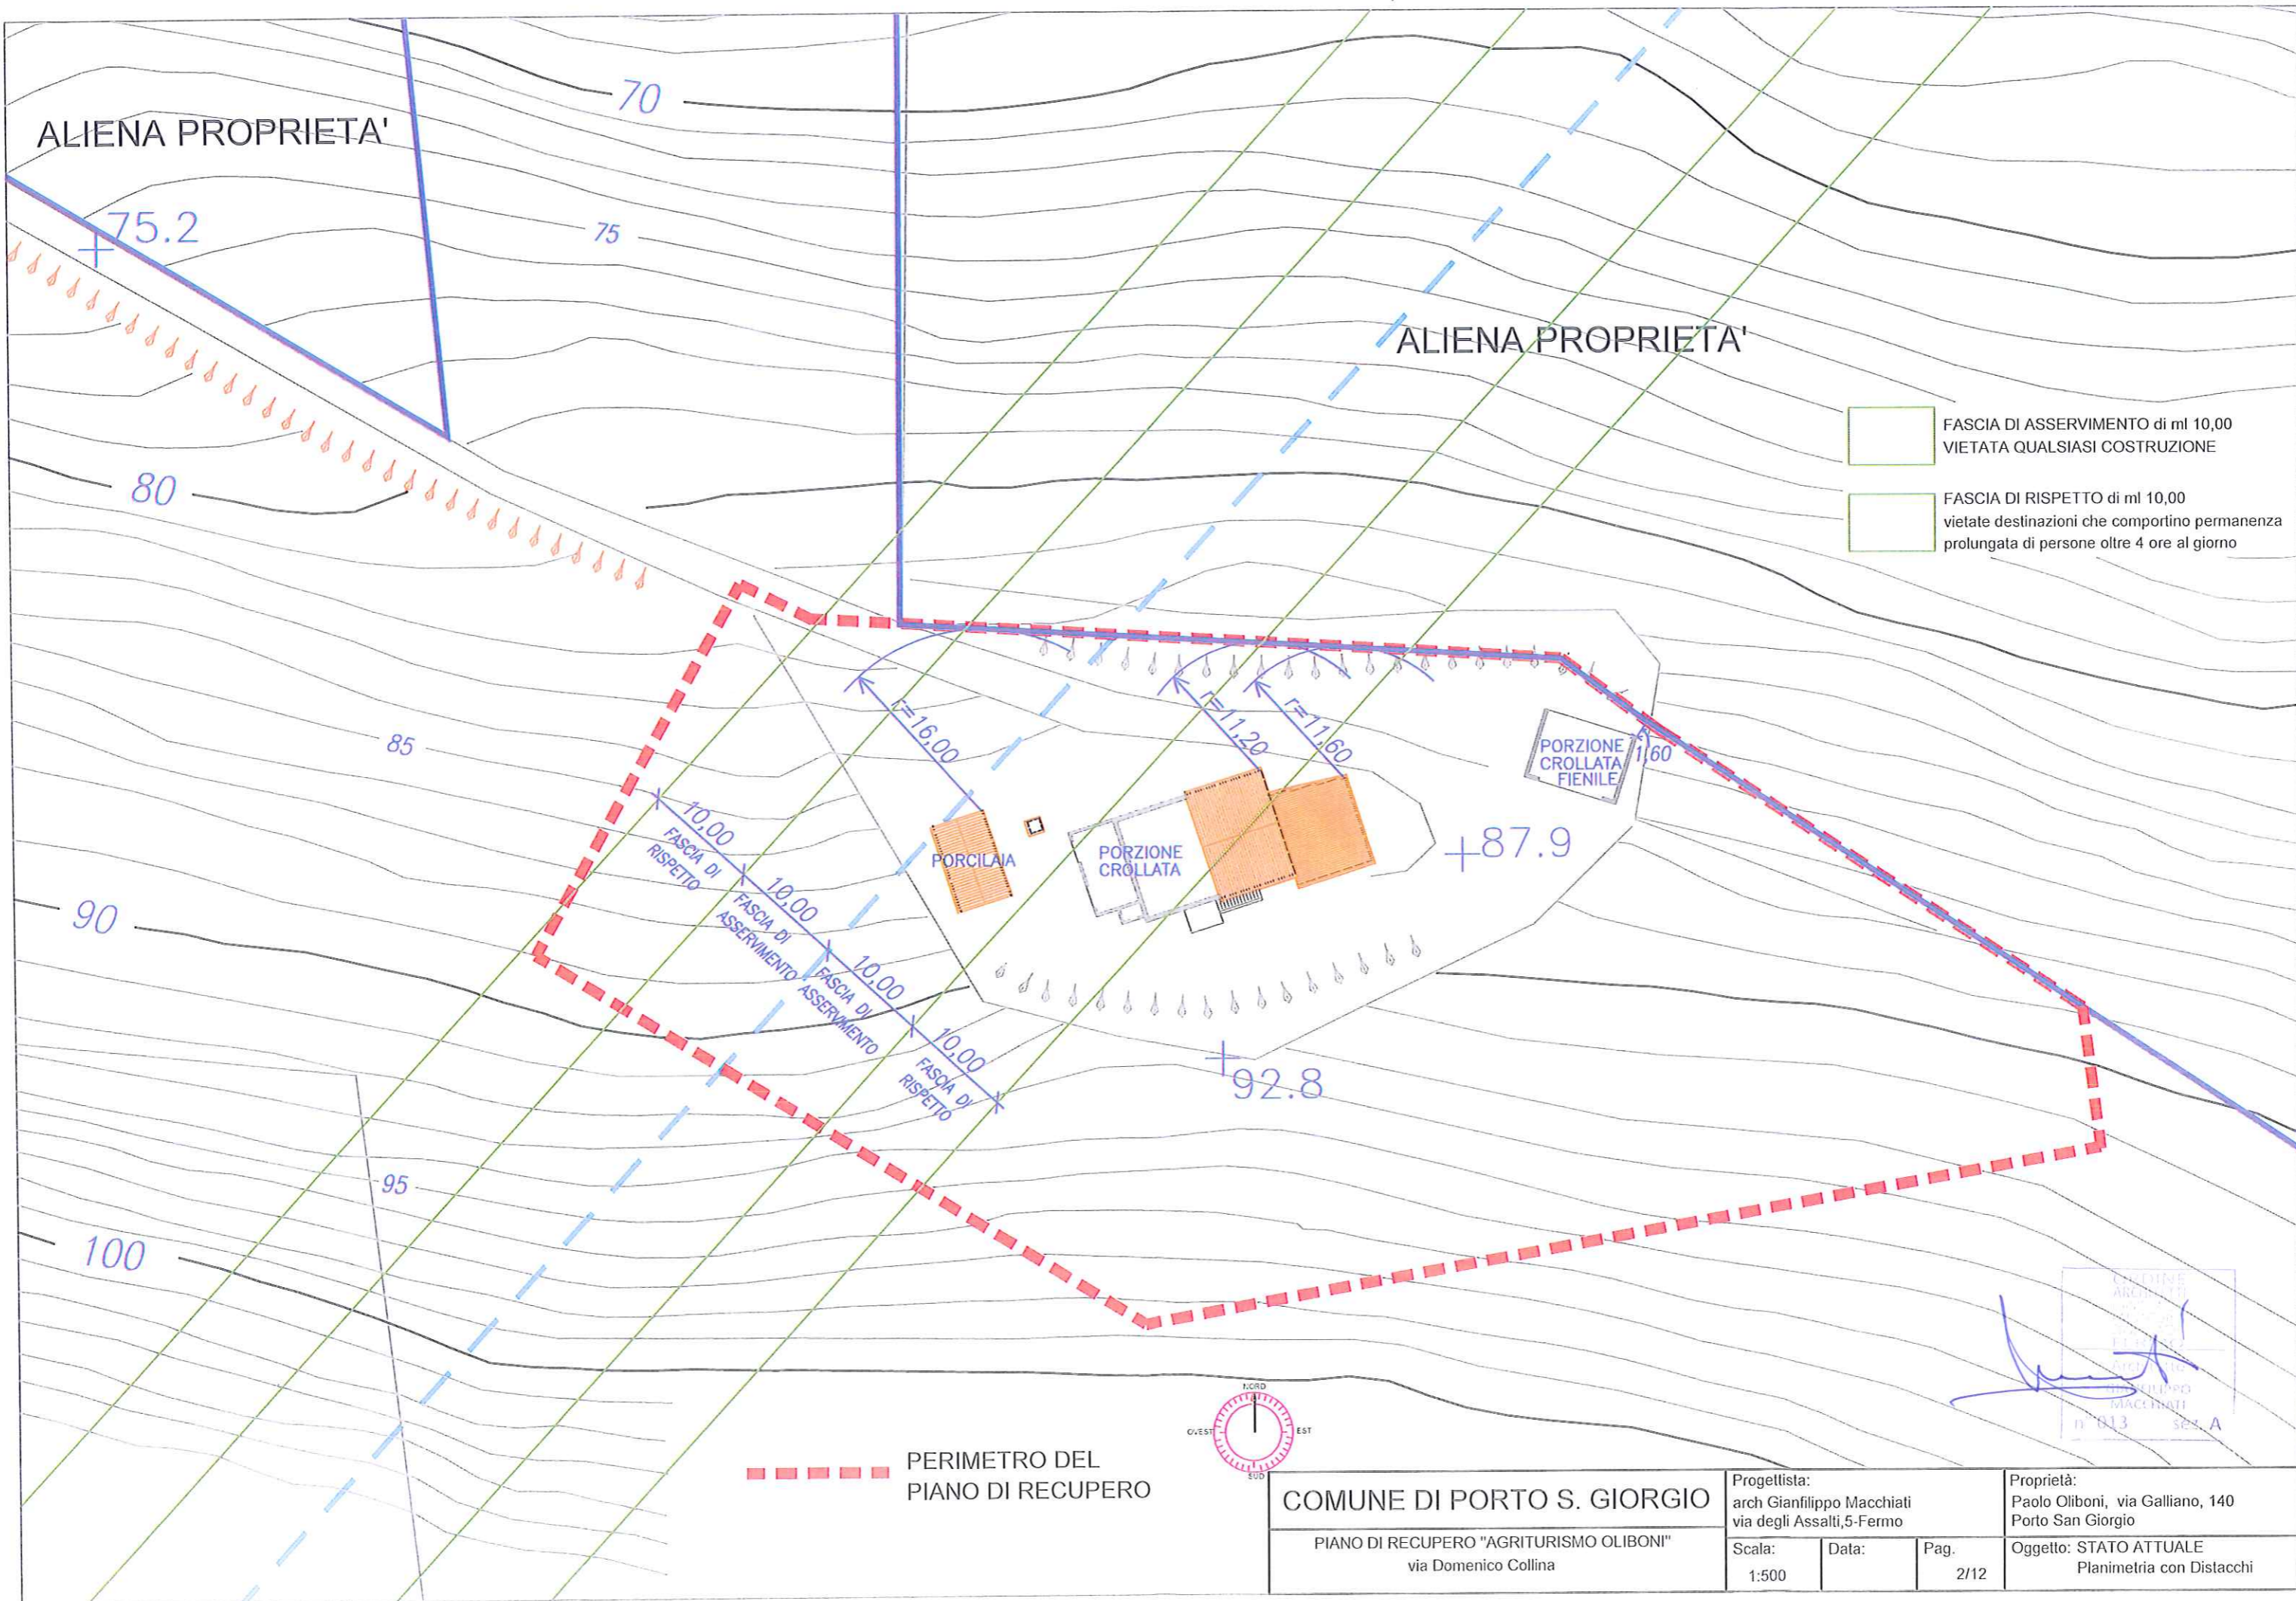 70
ALIENA PROPRIETA'
75.2
75
ALIENA PROPRIETA'
FASCIA DI ASSERVIMENTO di ml 10,00
VIETATA QUALSIASI COSTRUZIONE
80
FASCIA DI RISPETTO di ml 10,00
vietate destinazioni che comportino permanenza
prolungata di persone oltre 4 ore al giorno
r=16,00
r=11,20
r=11,60
85
PORZIONE
CROLLATA
FIENILE
1,60
10,00
FASCIA DI
RISPETTO
PORCILAIA
PORZIONE
CROLLATA
87.9
10,00
FASCIA DI
ASSERVIMENTO
90
10,00
FASCIA DI
ASSERVIMENTO
10,00
FASCIA DI
RISPETTO
92.8
95
100
ORDINE
MACCHIATI
n° 013 sez. A
NORD
OVEST
EST
SUD
PERIMETRO DEL
PIANO DI RECUPERO
COMUNE DI PORTO S. GIORGIO
PIANO DI RECUPERO "AGRITURISMO OLIBONI"
via Domenico Collina
Progettista:
arch Gianfilippo Macchiati
via degli Assalti,5-Fermo
Proprietà:
Paolo Oliboni, via Galliano, 140
Porto San Giorgio
Scala:
1:500
Data:
Pag.
2/12
Oggetto: STATO ATTUALE
Planimetria con Distacchi